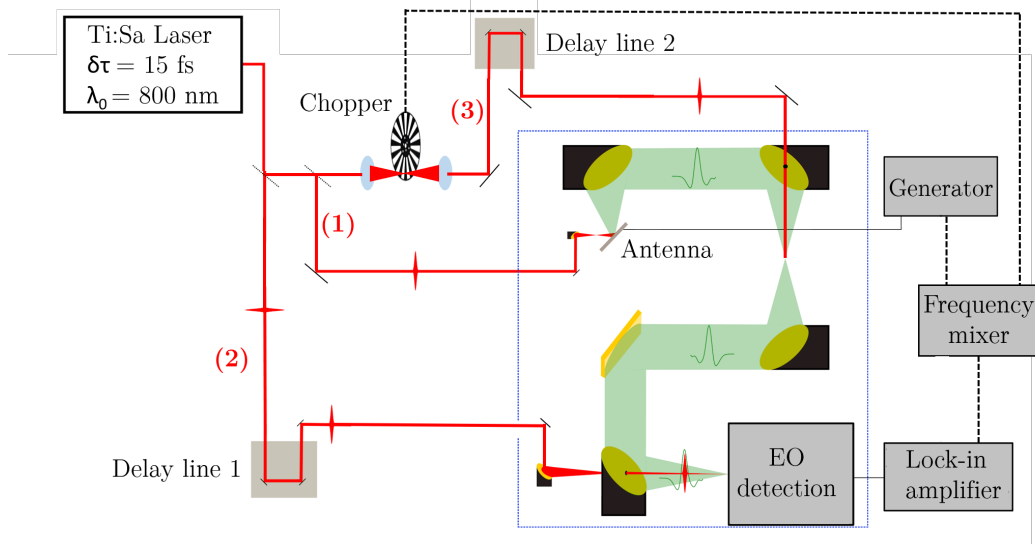 Ti:Sa Laser
δτ = 15 fs
λ₀ = 800 nm
Delay line 2
Chopper
(3)
Generator
(1)
Antenna
Frequency
mixer
(2)
Delay line 1
EO
detection
Lock-in
amplifier